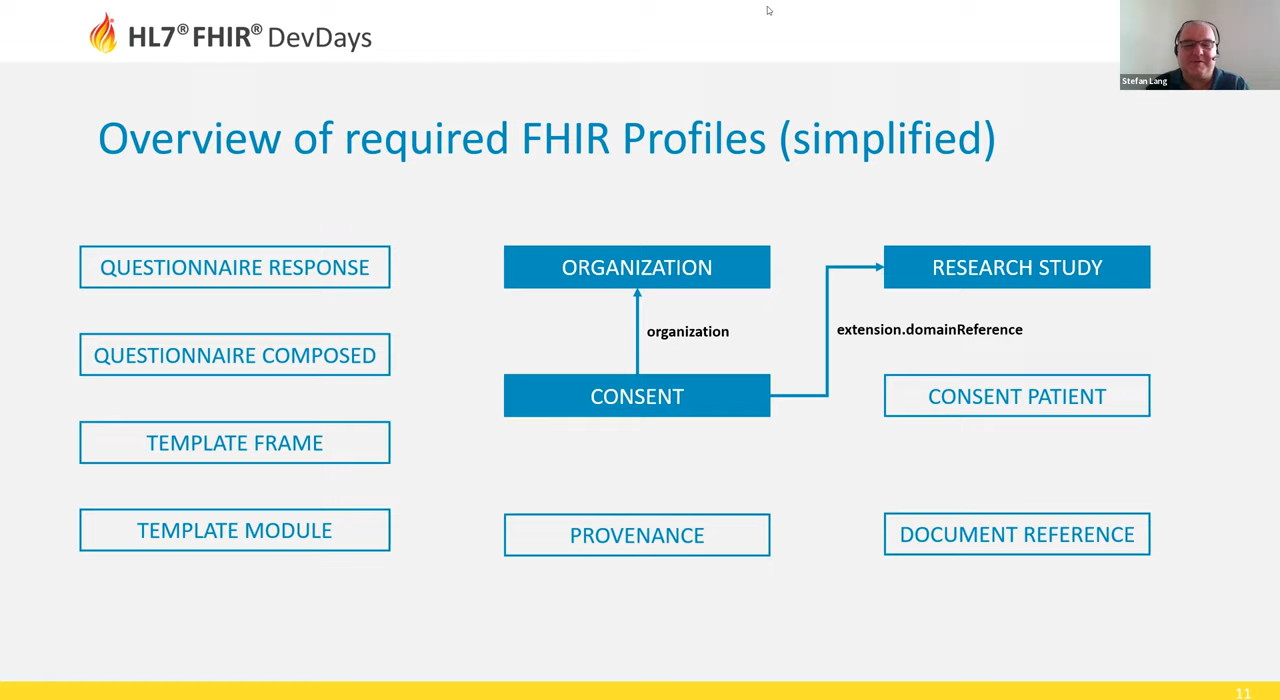 HL7® FHIR® DevDays
Stefan Lang
Overview of required FHIR Profiles (simplified)
QUESTIONNAIRE RESPONSE
ORGANIZATION
RESEARCH STUDY
organization
extension.domainReference
QUESTIONNAIRE COMPOSED
CONSENT
CONSENT PATIENT
TEMPLATE FRAME
TEMPLATE MODULE
PROVENANCE
DOCUMENT REFERENCE
11